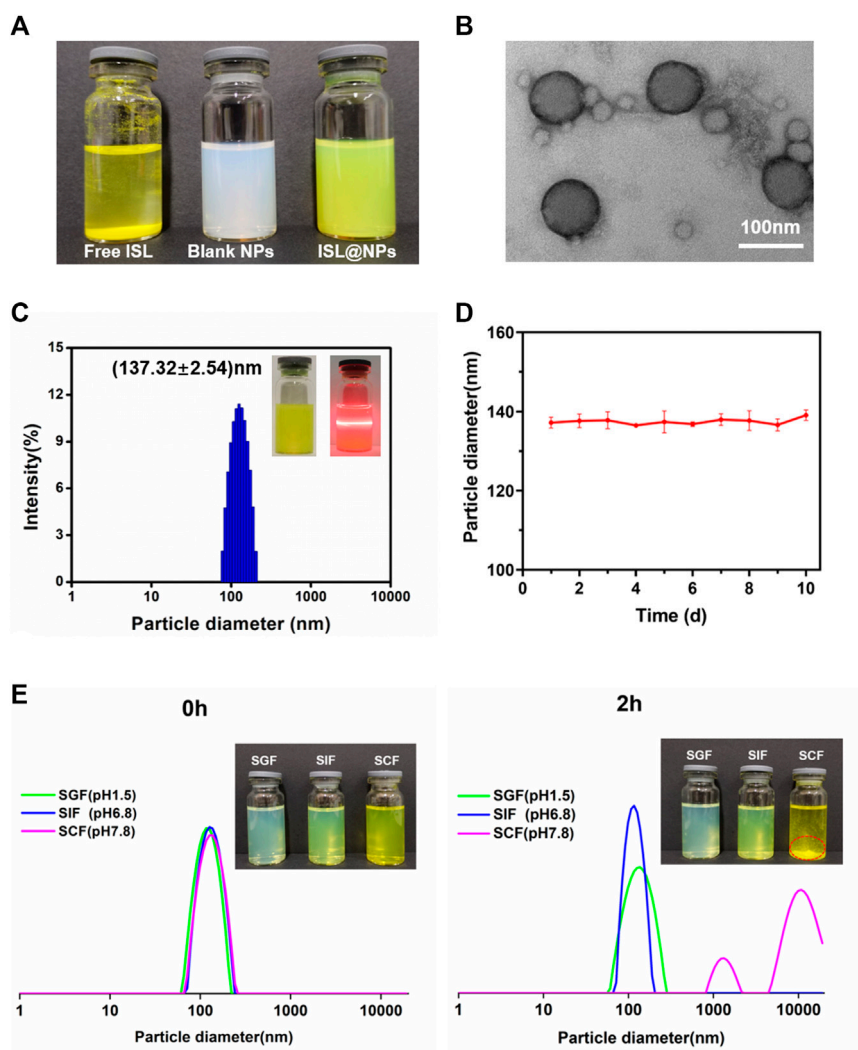 A
Free ISL
Blank NPs
ISL@NPs
B
100nm
C
(137.32±2.54)nm
15
12
9
6
3
0
Intensity(%)
1
10
100
1000
10000
Particle diameter (nm)
D
160
140
120
100
Particle diameter(nm)
0
2
4
6
8
10
Time (d)
E
0h
SGF
SIF
SCF
SGF(pH1.5)
SIF (pH6.8)
SCF(pH7.8)
1
10
100
1000
10000
Particle diameter(nm)
2h
SGF
SIF
SCF
SGF(pH1.5)
SIF (pH6.8)
SCF(pH7.8)
1
10
100
1000
10000
Particle diameter(nm)